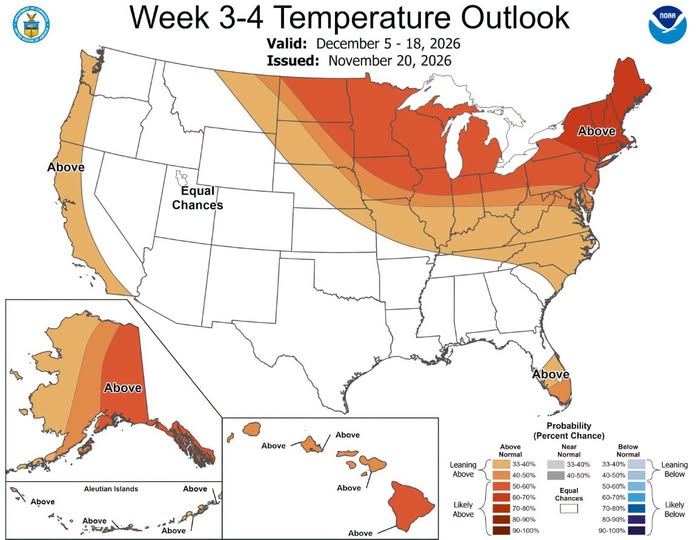 Week 3-4 Temperature Outlook
Valid: December 5 - 18, 2026
Issued: November 20, 2026
NOAA
Above
Above
Equal
Chances
Above
Above
Aleutian Islands
Above
Above
Above
Above
Above
Above
Above
Above
Probability
(Percent Chance)
Above
Normal
Near
Normal
Below
Normal
Leaning
Above
33-40%
40-50%
33-40%
40-50%
33-40%
40-50%
Leaning
Below
Likely
Above
50-60%
60-70%
70-80%
80-90%
90-100%
Equal
Chances
50-60%
60-70%
70-80%
80-90%
90-100%
Likely
Below